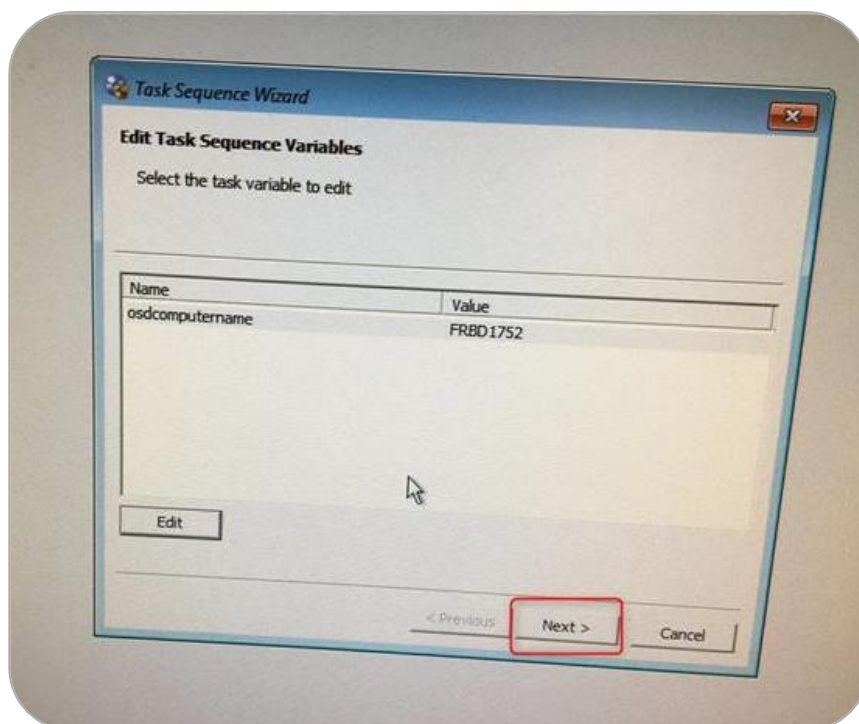 Task Sequence Wizard
Edit Task Sequence Variables
Select the task variable to edit
Name Value
osdcomputername FRBD1752
Edit
< Previous Next > Cancel